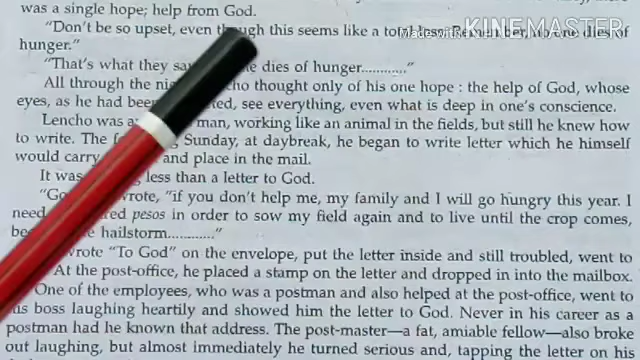 was a single hope; help from God.
"Don't be so upset, even though this seems like a total loss. Remember, no one dies of
hunger."
"That's what they say dies of hunger............"
All through the thought only of his one hope : the help of God, whose
eyes, as he had been see everything, even what is deep in one's conscience.
Lencho was man, working like an animal in the fields, but still he knew how
to write. The Sunday, at daybreak, he began to write letter which he himself
would carry and place in the mail.
It was less than a letter to God.
wrote, "if you don't help me, my family and I will go hungry this year. I
need pesos in order to sow my field again and to live until the crop comes,
hailstorm............"
wrote "To God" on the envelope, put the letter inside and still troubled, went to
At the post-office, he placed a stamp on the letter and dropped in into the mailbox.
One of the employees, who was a postman and also helped at the post-office, went to
his boss laughing heartily and showed him the letter to God. Never in his career as a
postman had he known that address. The post-master—a fat, amiable fellow—also broke
out laughing, but almost immediately he turned serious and, tapping the letter on his
Made with KINEMASTER